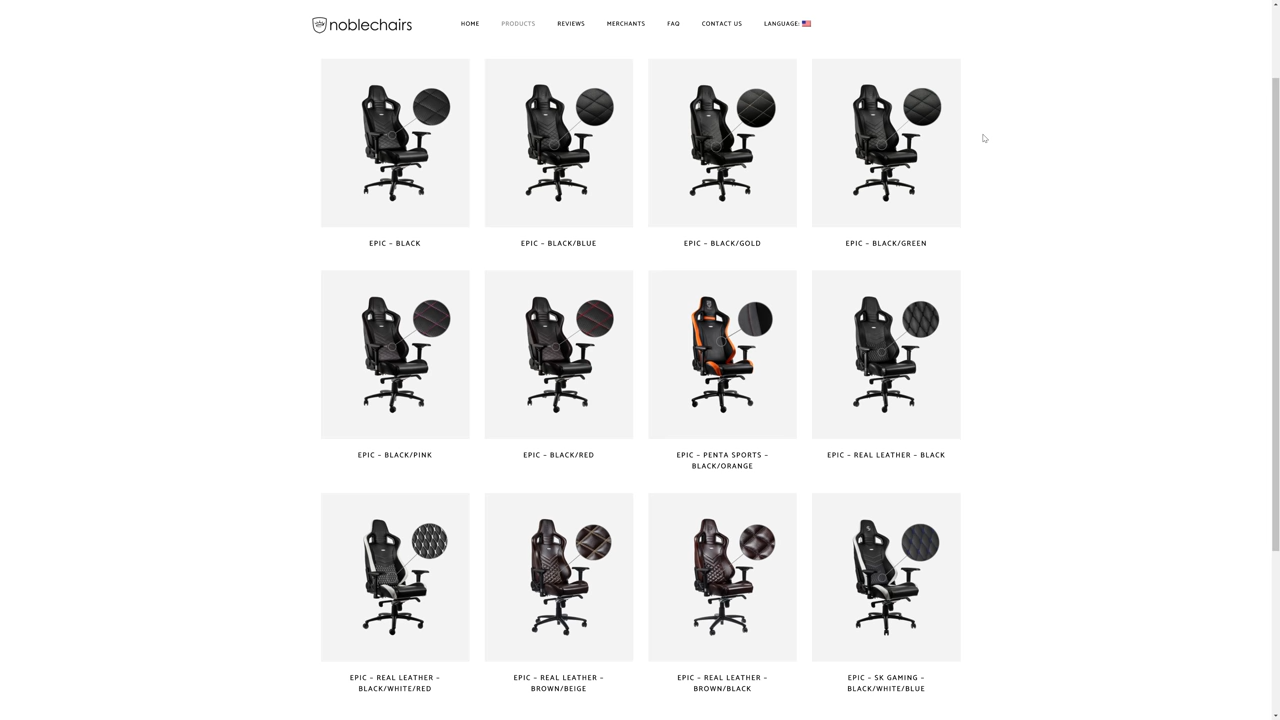 noblechairs
HOME PRODUCTS REVIEWS MERCHANTS FAQ CONTACT US LANGUAGE:
EPIC – BLACK
EPIC – BLACK/BLUE
EPIC – BLACK/GOLD
EPIC – BLACK/GREEN
EPIC – BLACK/PINK
EPIC – BLACK/RED
EPIC – PENTA SPORTS –
BLACK/ORANGE
EPIC – REAL LEATHER – BLACK
EPIC – REAL LEATHER –
BLACK/WHITE/RED
EPIC – REAL LEATHER –
BROWN/BEIGE
EPIC – REAL LEATHER –
BROWN/BLACK
EPIC – SK GAMING –
BLACK/WHITE/BLUE